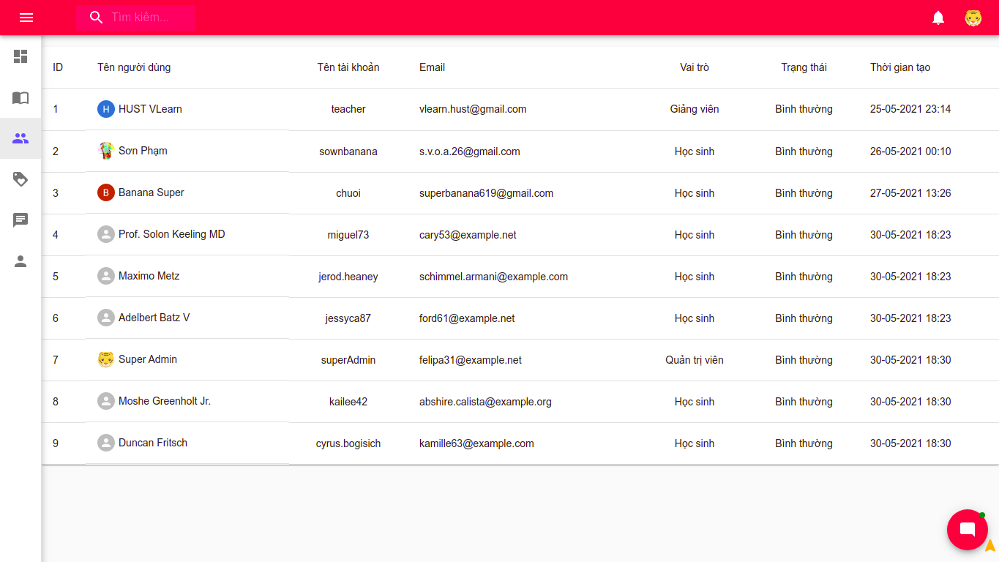 Tìm kiếm...
ID Tên người dùng Tên tài khoản Email Vai trò Trạng thái Thời gian tạo
1 H HUST VLearn teacher vlearn.hust@gmail.com Giảng viên Bình thường 25-05-2021 23:14
2 Sơn Phạm sownbanana s.v.o.a.26@gmail.com Học sinh Bình thường 26-05-2021 00:10
3 B Banana Super chuoi superbanana619@gmail.com Học sinh Bình thường 27-05-2021 13:26
4 Prof. Solon Keeling MD miguel73 cary53@example.net Học sinh Bình thường 30-05-2021 18:23
5 Maximo Metz jerod.heaney schimmel.armani@example.com Học sinh Bình thường 30-05-2021 18:23
6 Adelbert Batz V jessyca87 ford61@example.net Học sinh Bình thường 30-05-2021 18:23
7 Super Admin superAdmin felipa31@example.net Quản trị viên Bình thường 30-05-2021 18:30
8 Moshe Greenholt Jr. kailee42 abshire.calista@example.org Học sinh Bình thường 30-05-2021 18:30
9 Duncan Fritsch cyrus.bogisich kamille63@example.com Học sinh Bình thường 30-05-2021 18:30